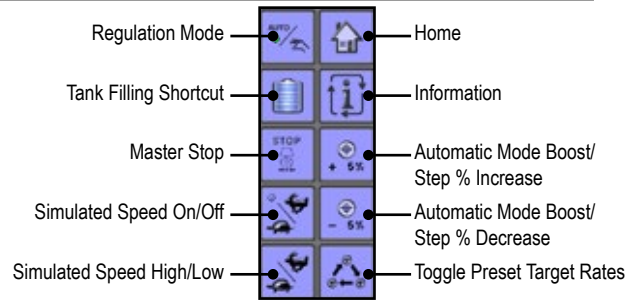 Regulation Mode
AUTO
Home
Tank Filling Shortcut
i
Information
Master Stop
STOP
+ 5%
Automatic Mode Boost/
Step % Increase
Simulated Speed On/Off
- 5%
Automatic Mode Boost/
Step % Decrease
Simulated Speed High/Low
Toggle Preset Target Rates